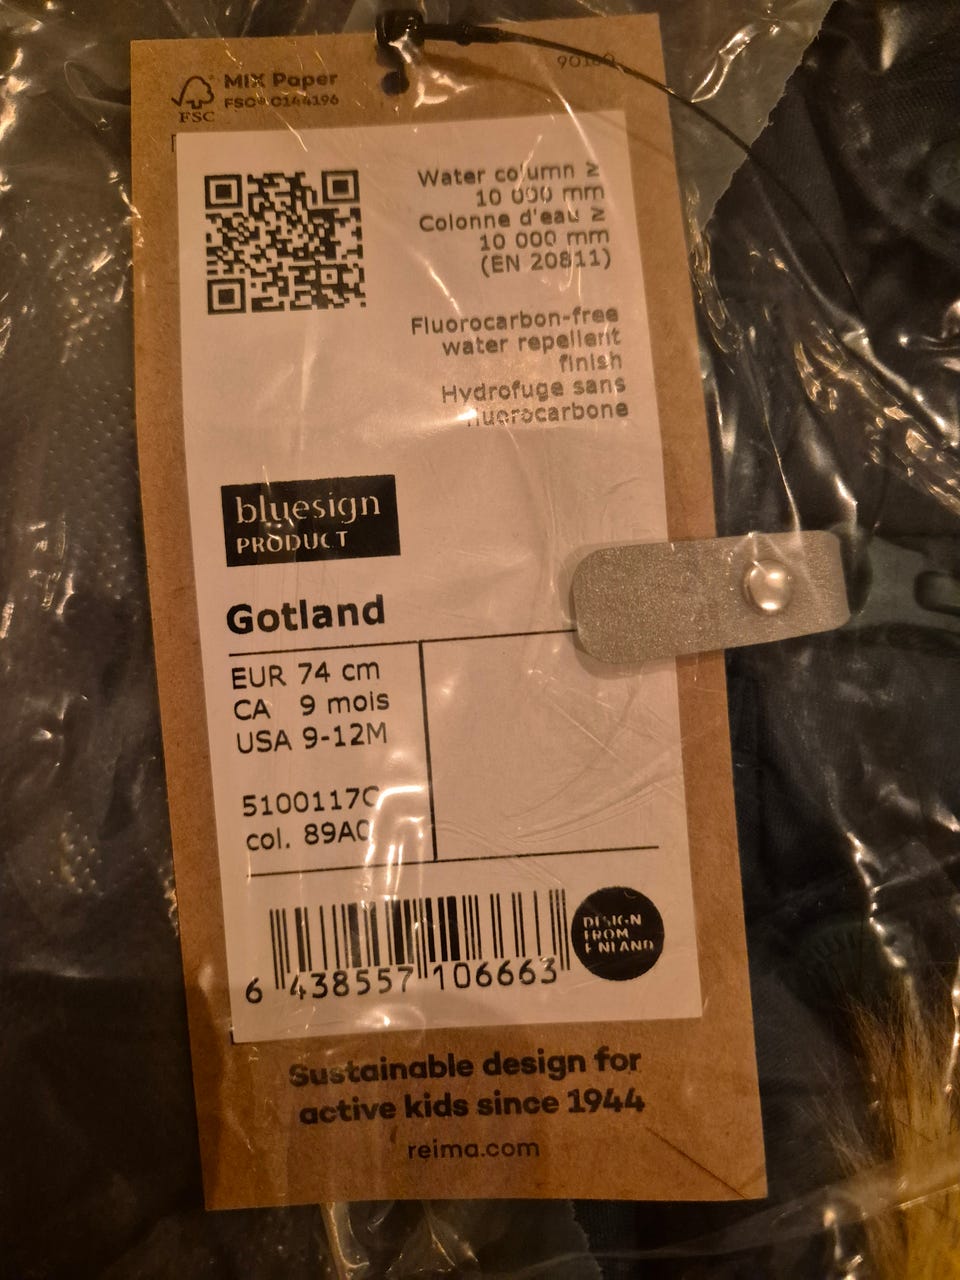 MIX Paper
FSC® C144196
FSC
Water column ≥
10 000 mm
Colonne d'eau ≥
10 000 mm
(EN 20811)
Fluorocarbon-free
water repellent
finish
Hydrofuge sans
fluorocarbone
bluesign
PRODUCT
Gotland
EUR 74 cm
CA 9 mois
USA 9-12M
5100117C
col. 89A0
6 438557 106663
DESIGN
FROM
FINLAND
Sustainable design for
active kids since 1944
reima.com